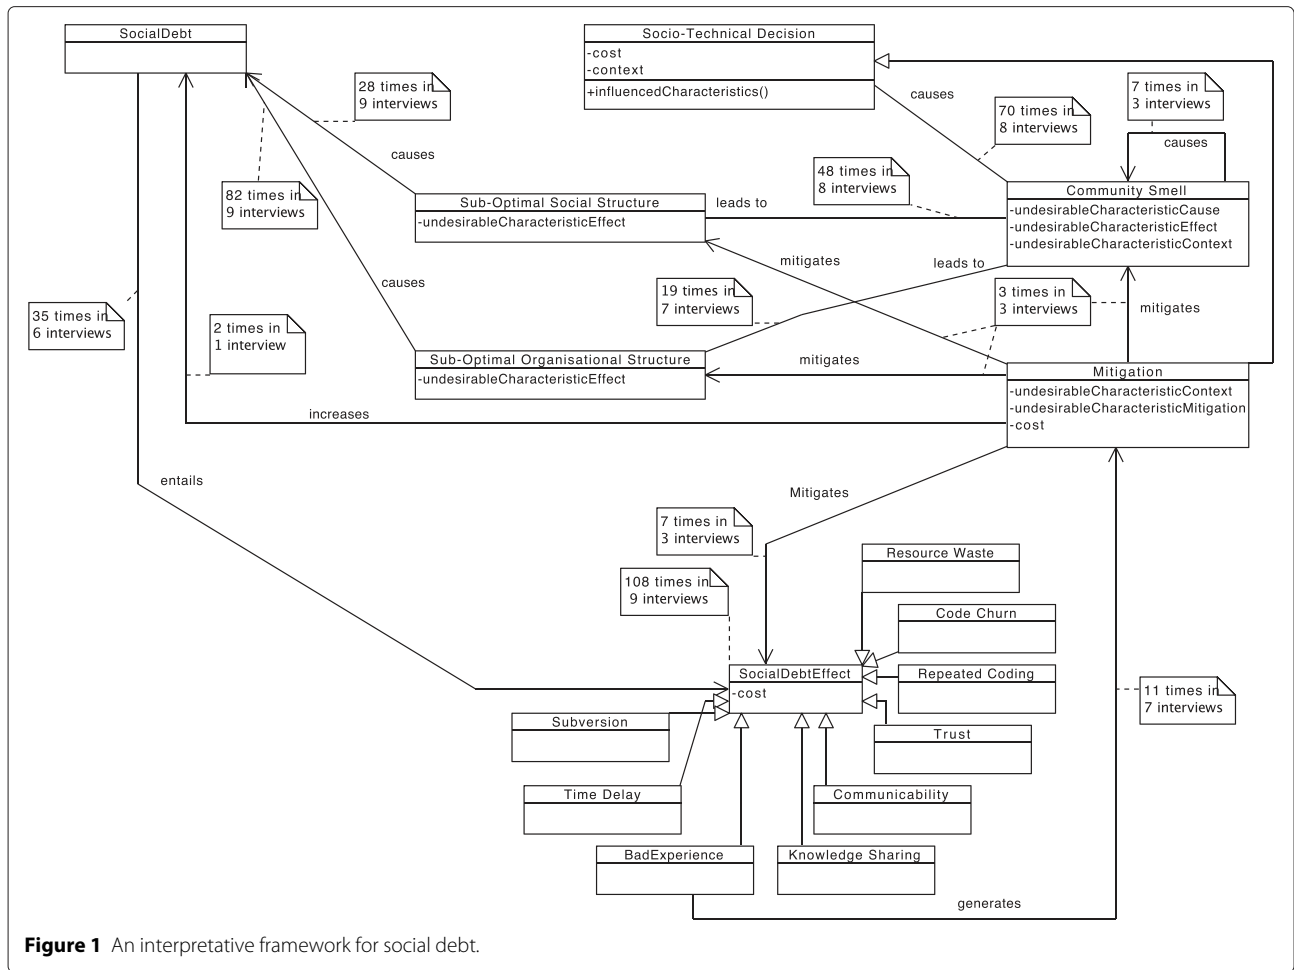 SocialDebt
Socio-Technical Decision
-cost
-context
+influencedCharacteristics()
28 times in
9 interviews
7 times in
3 interviews
causes
70 times in
8 interviews
causes
causes
82 times in
9 interviews
48 times in
8 interviews
Sub-Optimal Social Structure
-undesirableCharacteristicEffect
leads to
Community Smell
-undesirableCharacteristicCause
-undesirableCharacteristicEffect
-undesirableCharacteristicContext
mitigates
leads to
causes
19 times in
7 interviews
3 times in
3 interviews
mitigates
35 times in
6 interviews
2 times in
1 interview
Sub-Optimal Organisational Structure
-undesirableCharacteristicEffect
mitigates
Mitigation
-undesirableCharacteristicContext
-undesirableCharacteristicMitigation
-cost
increases
entails
Mitigates
7 times in
3 interviews
108 times in
9 interviews
Resource Waste
Code Churn
SocialDebtEffect
-cost
Repeated Coding
11 times in
7 interviews
Subversion
Trust
Time Delay
Communicability
BadExperience
Knowledge Sharing
generates
Figure 1 An interpretative framework for social debt.